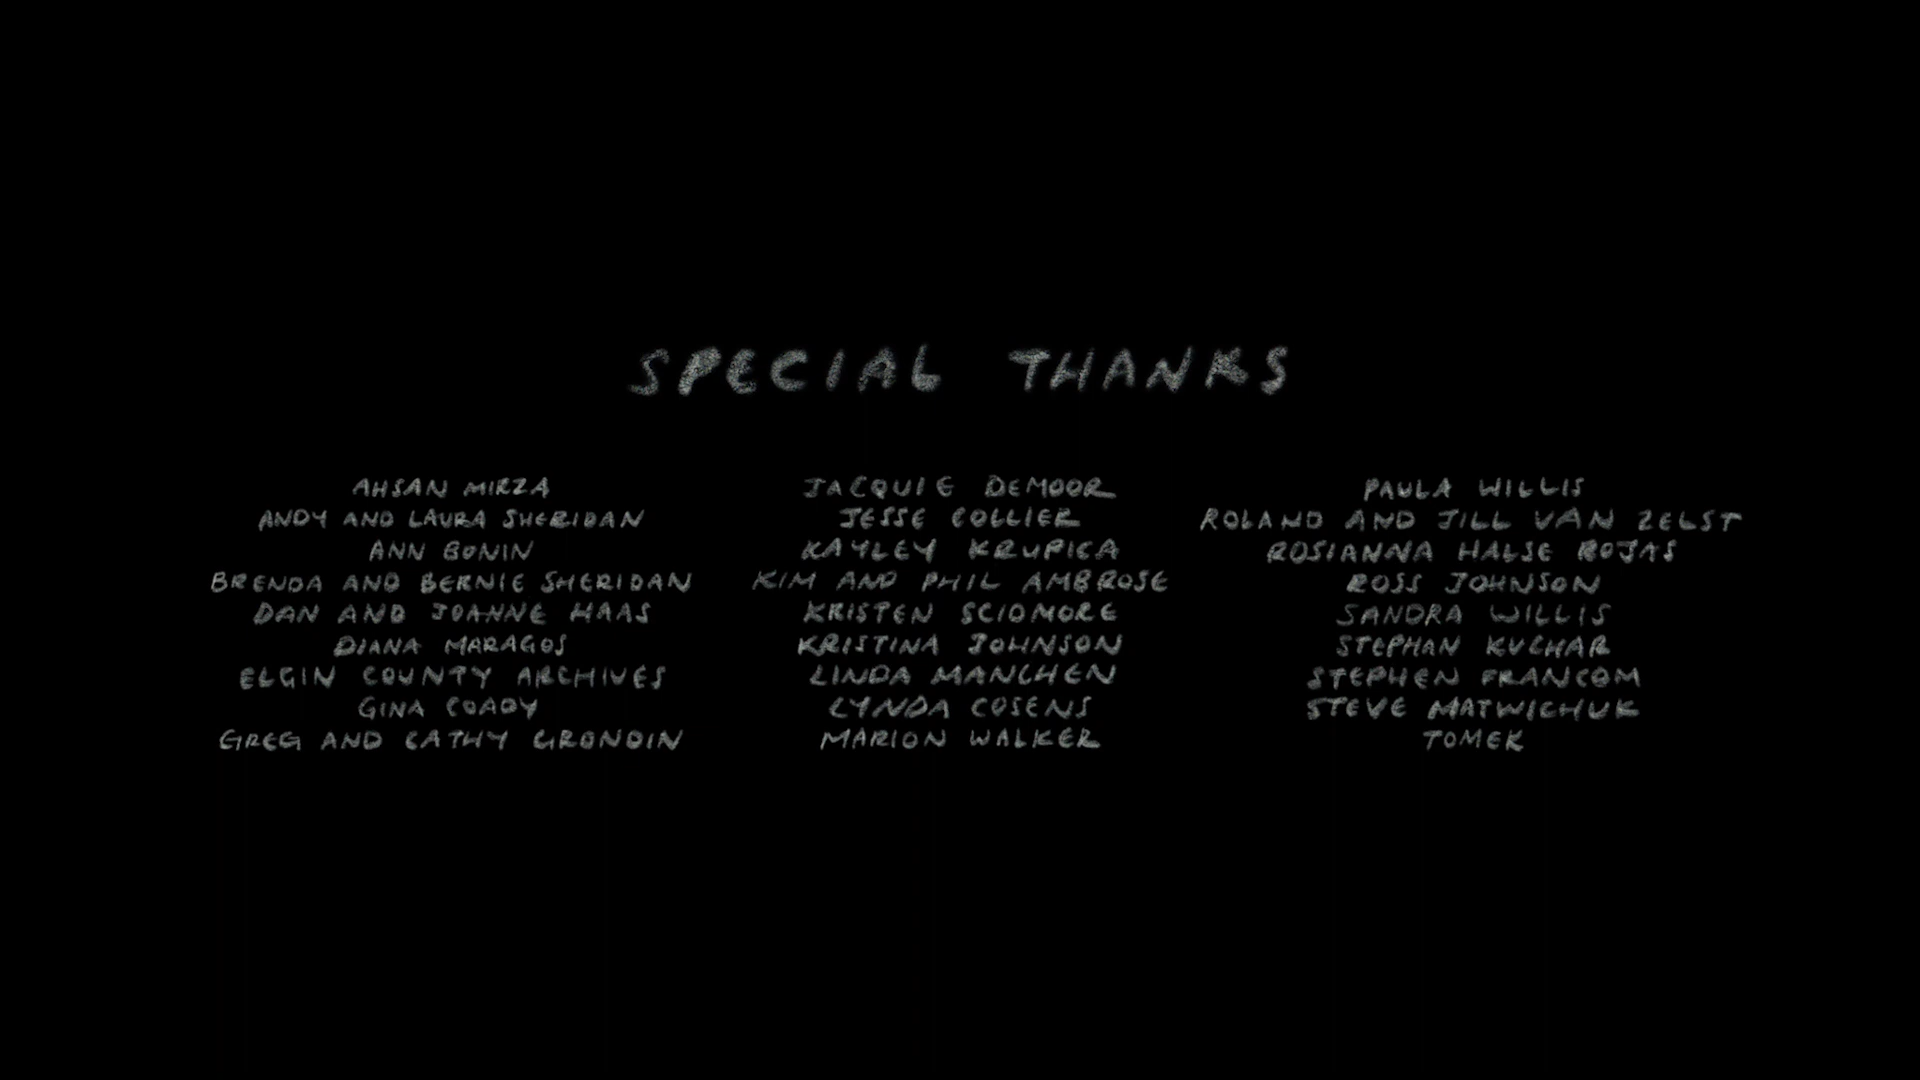 SPECIAL THANKS
AHSAN MIRZA
ANDY AND LAURA SHERIDAN
ANN BONIN
BRENDA AND BERNIE SHERIDAN
DAN AND JOANNE HAAS
DIANA MARAGOS
ELGIN COUNTY ARCHIVES
GINA COADY
GREG AND CATHY GRONDIN
JACQUIE DEMOOR
JESSE COLLIER
KAYLEY KRUPICA
KIM AND PHIL AMBROSE
KRISTEN SCIDMORE
KRISTINA JOHNSON
LINDA MANCHEN
LYNDA COSENS
MARION WALKER
PAULA WILLIS
ROLAND AND JILL VAN ZELST
ROSIANNA HALSE ROJAS
ROSS JOHNSON
SANDRA WILLIS
STEPHAN KUCHAR
STEPHEN FRANCOM
STEVE MATWICHUK
TOMEK